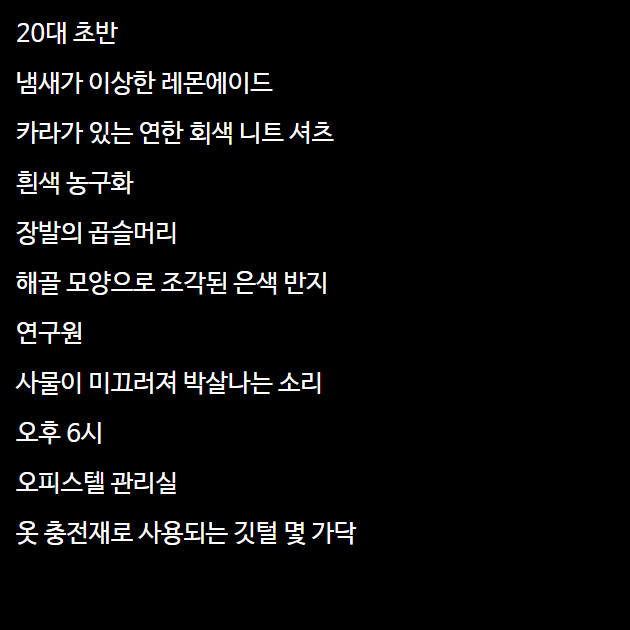 20대 초반
냄새가 이상한 레몬에이드
카라가 있는 연한 회색 니트 셔츠
흰색 농구화
장발의 곱슬머리
해골 모양으로 조각된 은색 반지
연구원
사물이 미끄러져 박살나는 소리
오후 6시
오피스텔 관리실
옷 충전재로 사용되는 깃털 몇 가닥